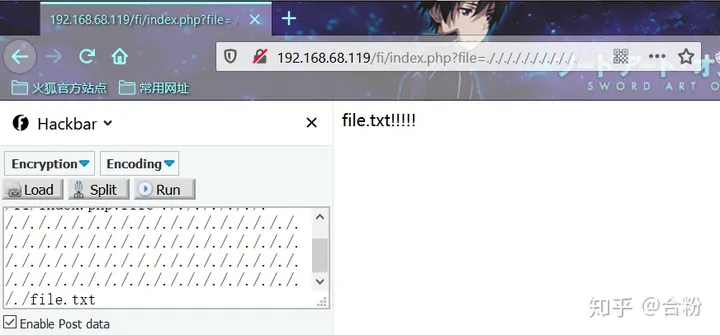 192.168.68.119/fi/index.php?file=./
192.168.68.119/fi/index.php?file=./././././././././././.
SWORD ART O
火狐官方站点 常用网址
Hackbar
file.txt!!!!!
Encryption Encoding
Load Split Run
/./././././././././././././././.
/./././././././././././././././.
/./././././././././././././././.
/./././././././././././././././.
/./file.txt
Enable Post data
知乎 @台粉